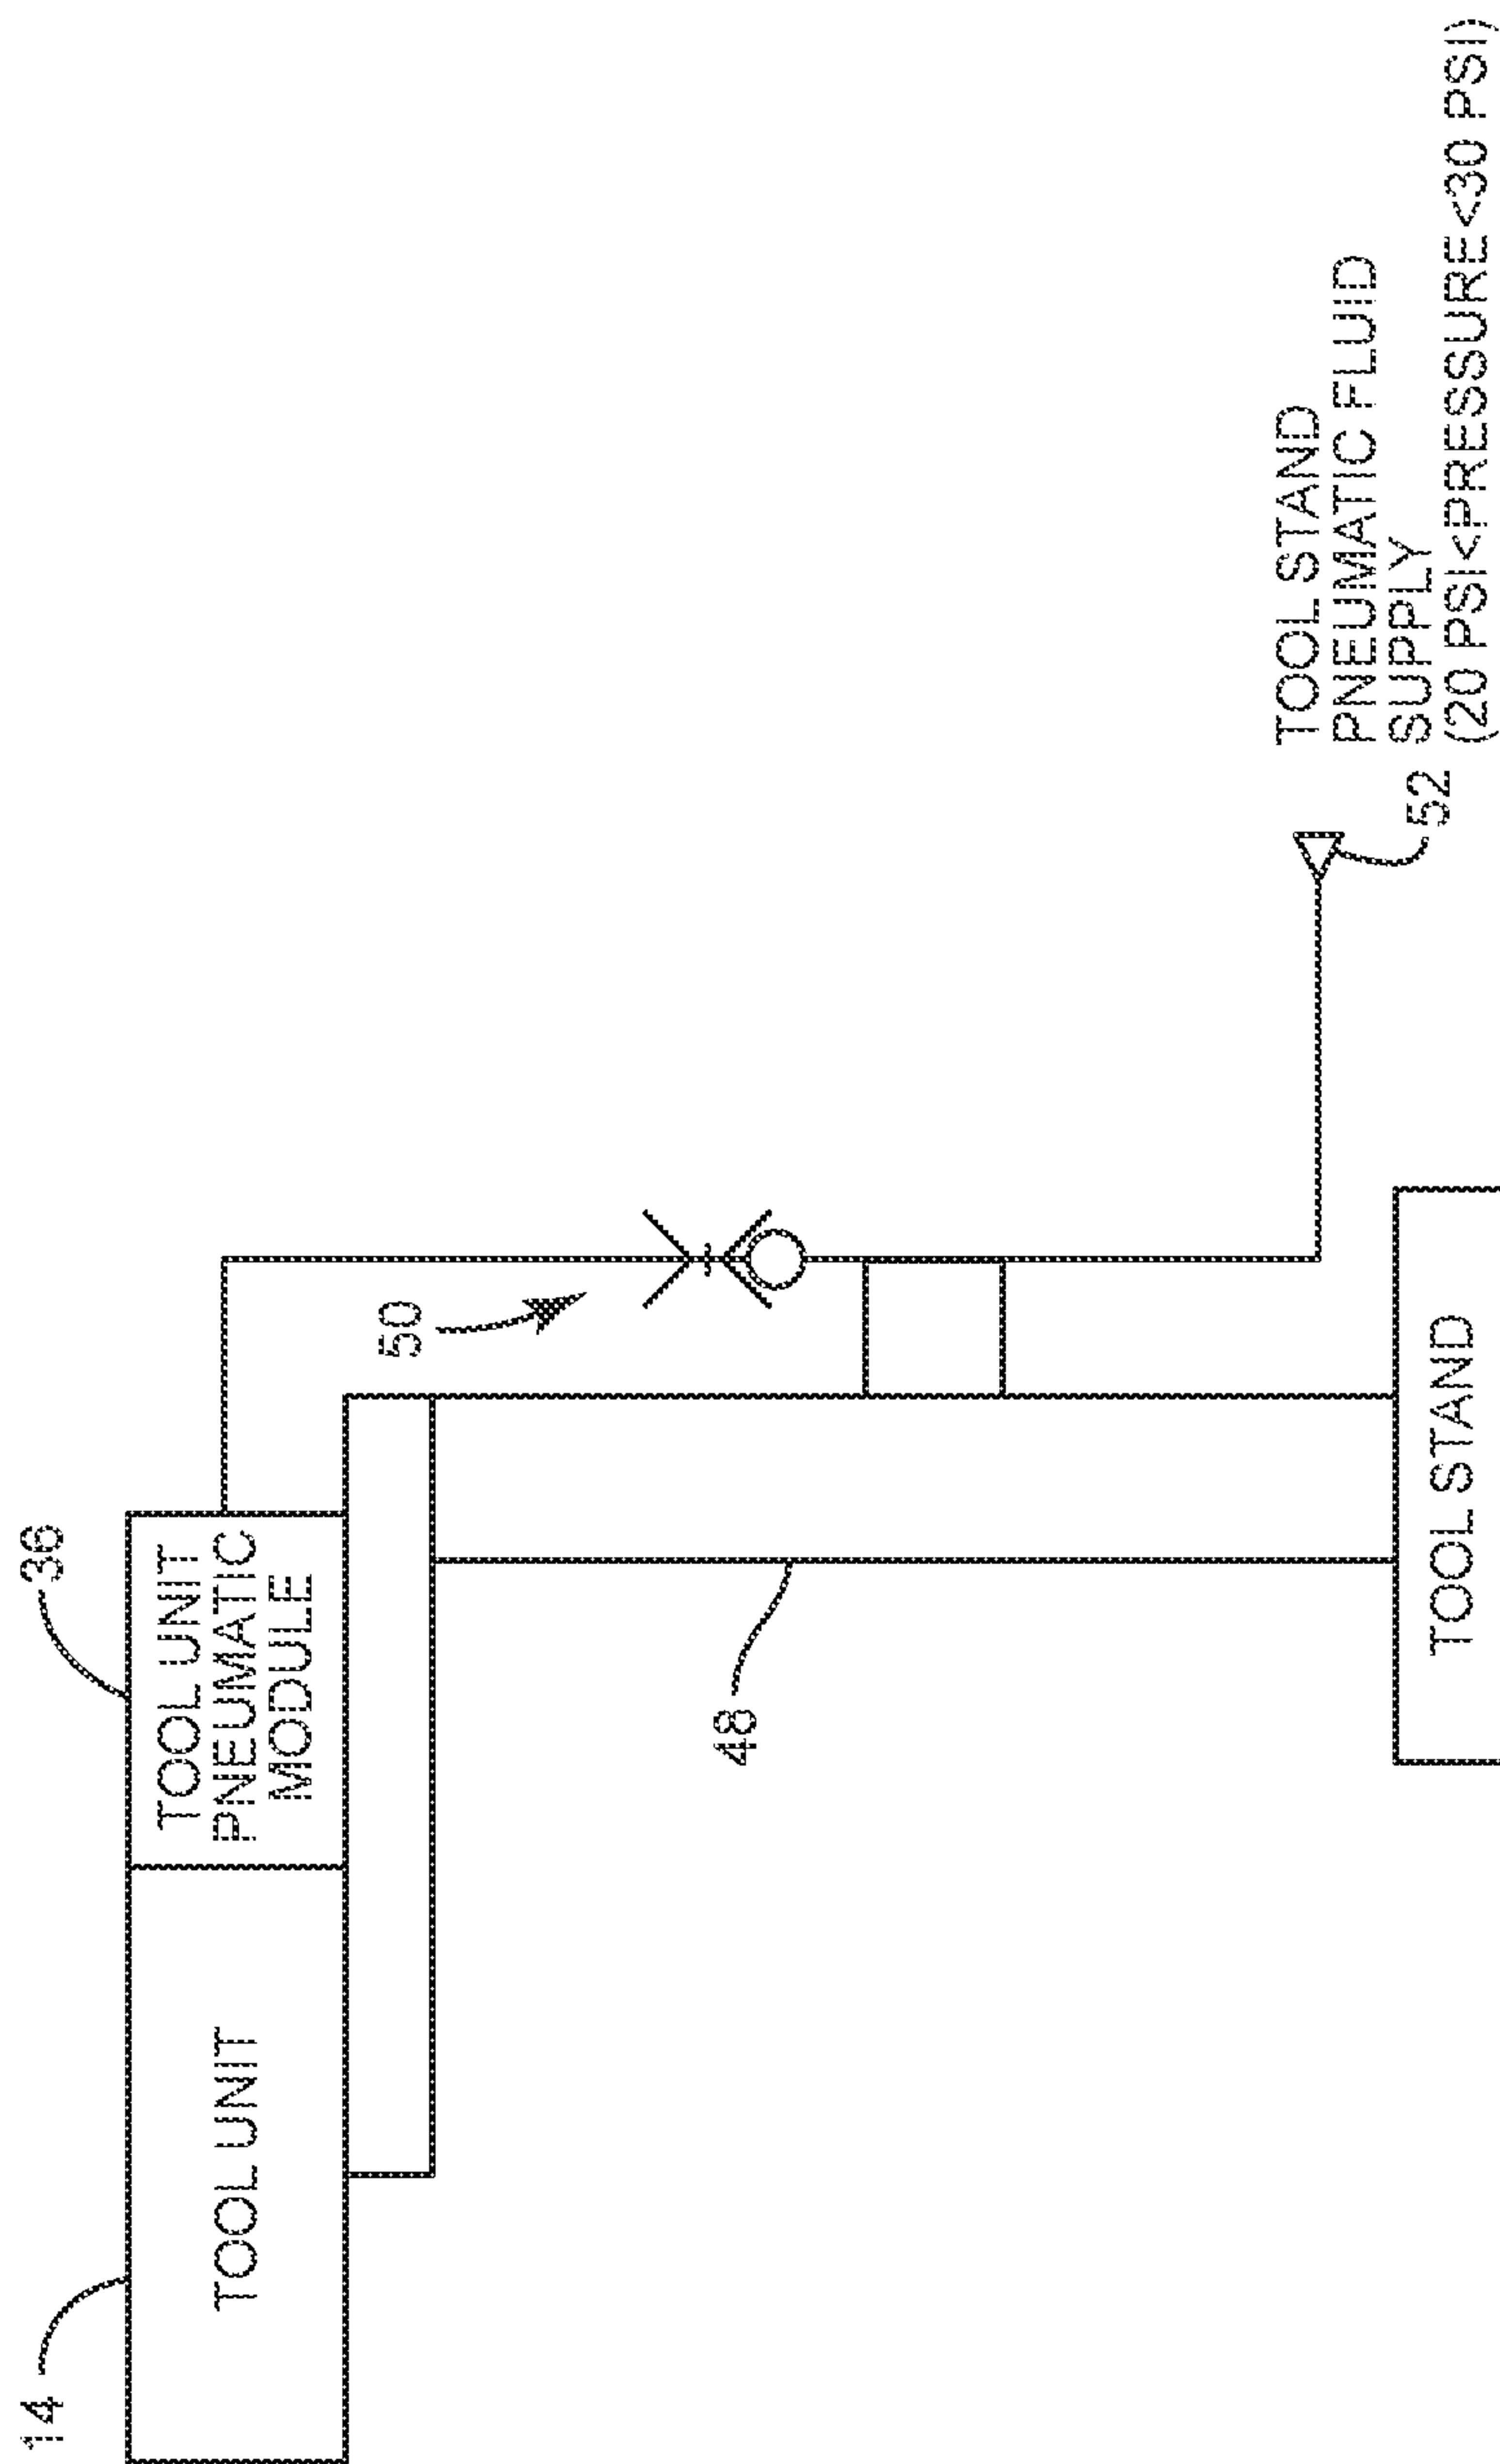 14
36
TOOL UNIT
TOOL UNIT
PNEUMATIC
MODULE
50
48
TOOL STAND
PNEUMATIC FLUID
SUPPLY
52
(20 PSI<PRESSURE<30 PSI)
TOOL STAND